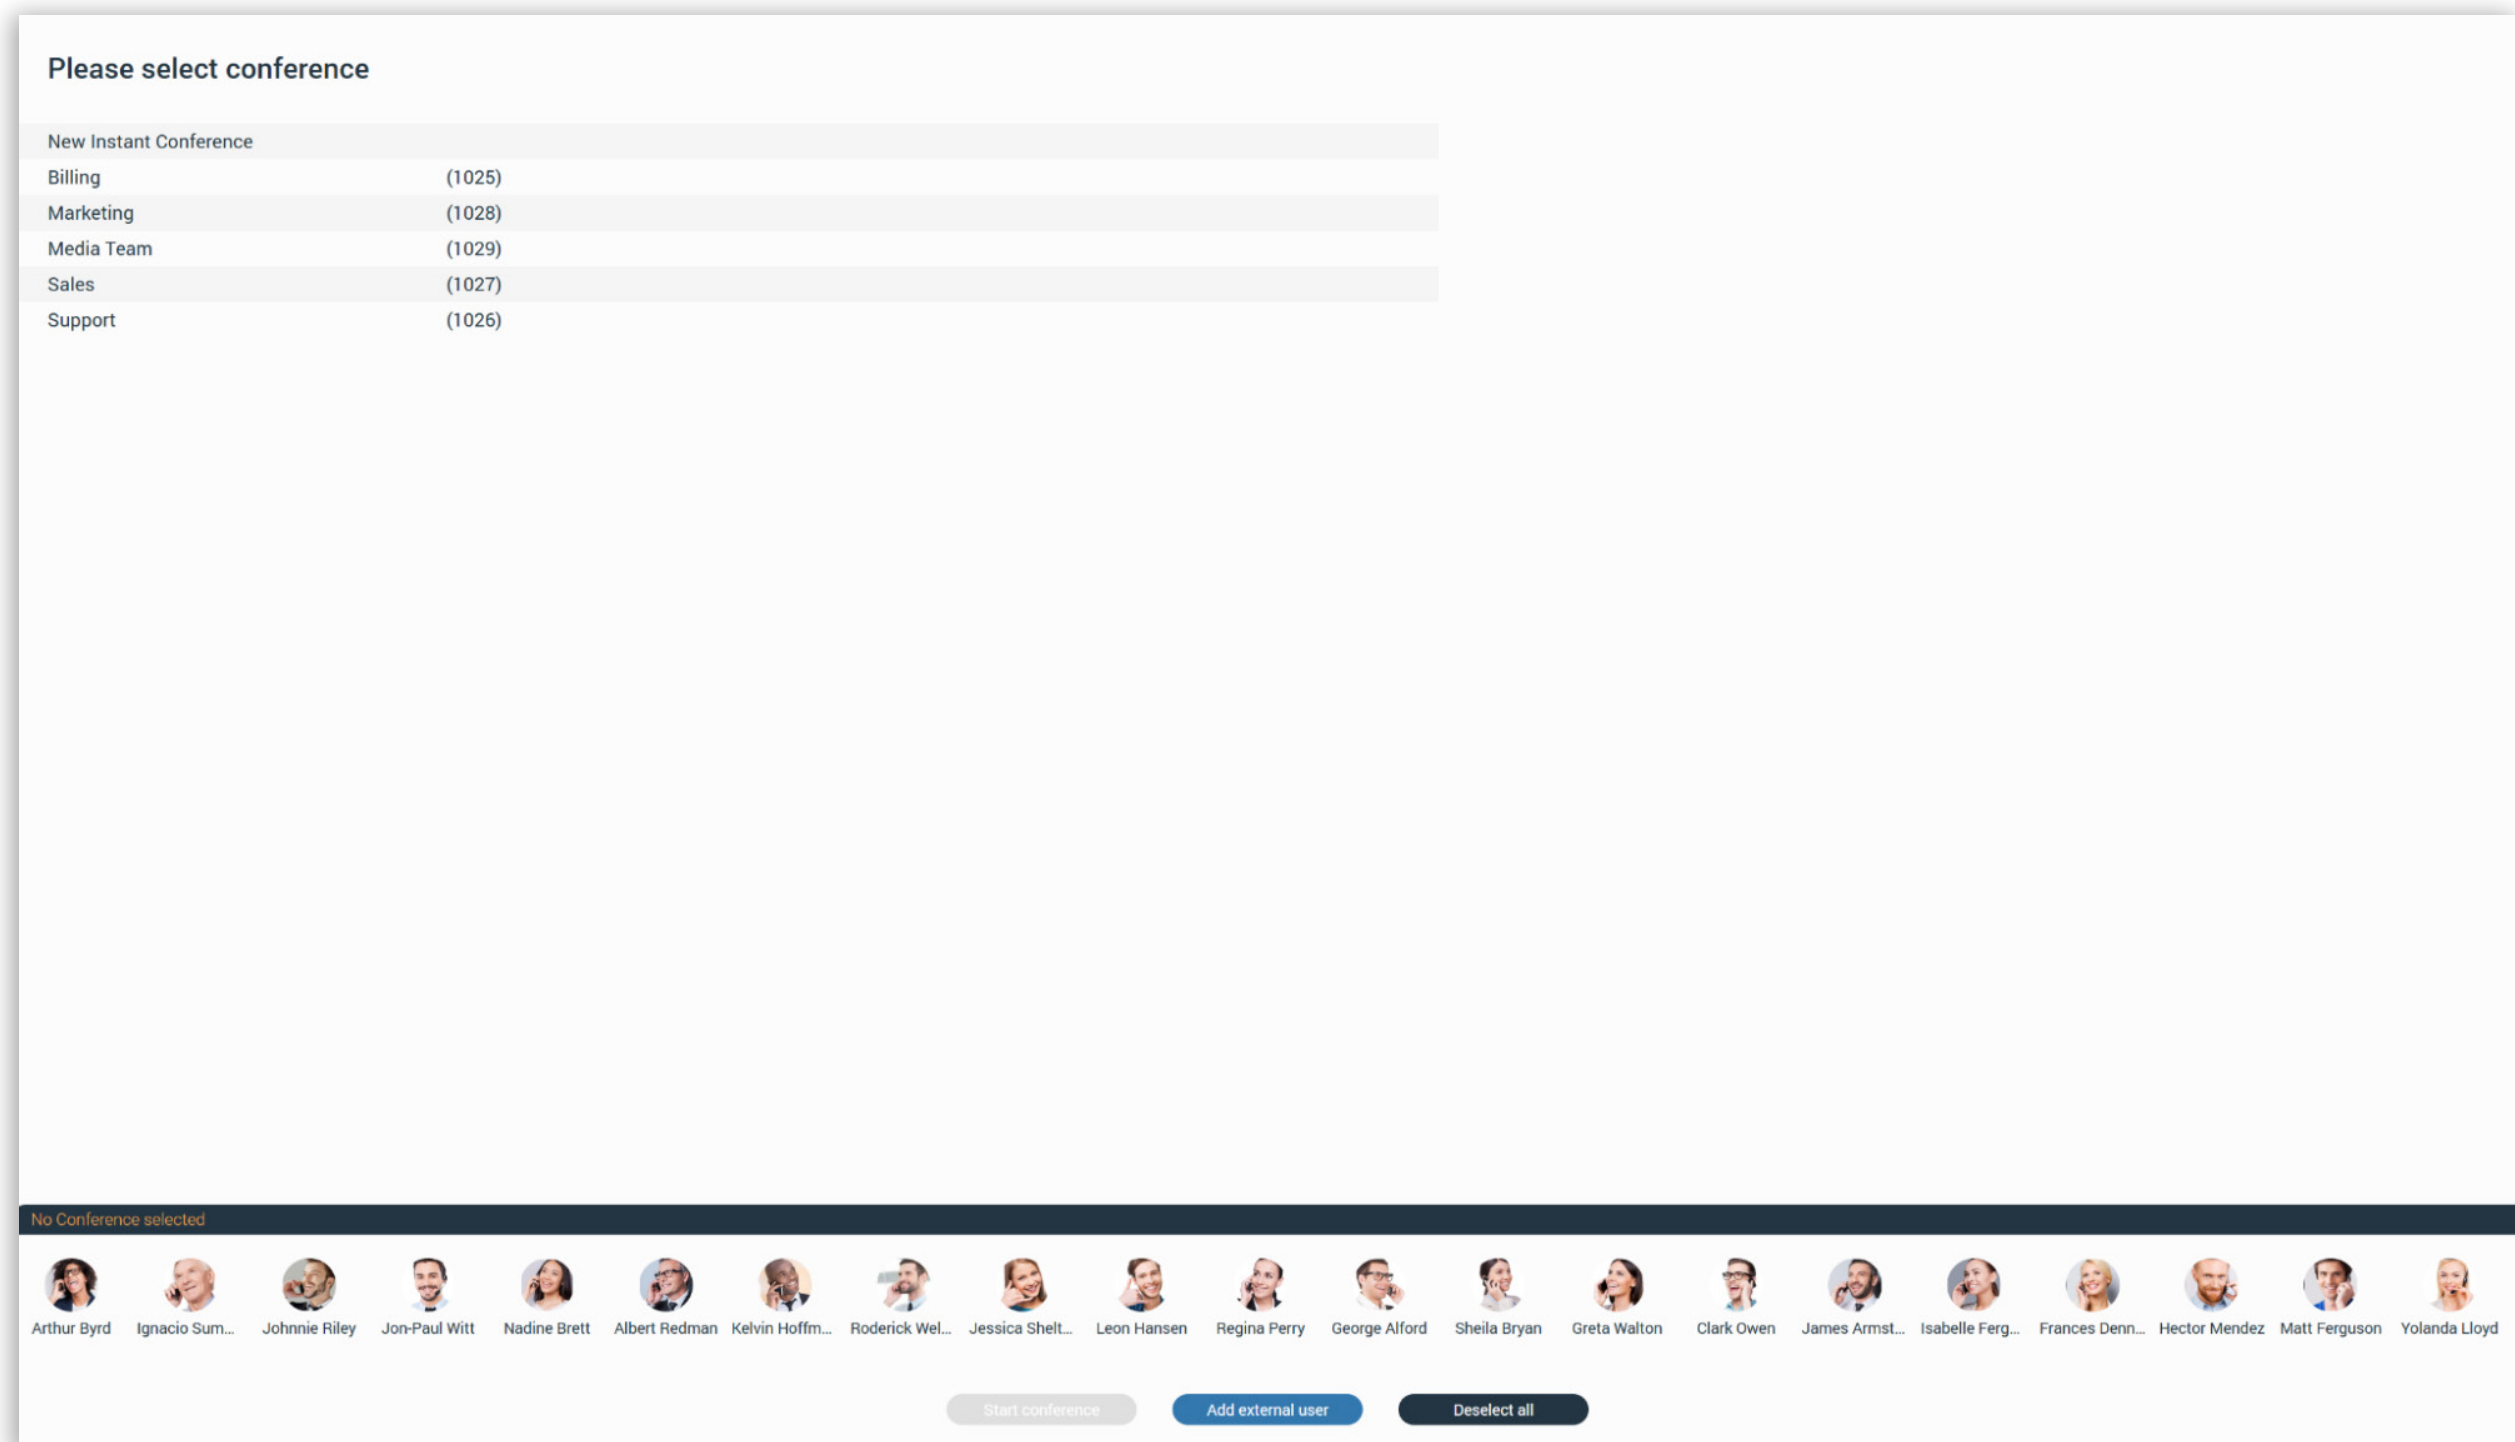 Please select conference
New Instant Conference
Billing (1025)
Marketing (1028)
Media Team (1029)
Sales (1027)
Support (1026)
No Conference selected
Arthur Byrd Ignacio Sum... Johnnie Riley Jon-Paul Witt Nadine Brett Albert Redman Kelvin Hoffm... Roderick Wel... Jessica Shelt... Leon Hansen Regina Perry George Alford Sheila Bryan Greta Walton Clark Owen James Armst... Isabelle Ferg... Frances Denn... Hector Mendez Matt Ferguson Yolanda Lloyd
Start conference Add external user Deselect all